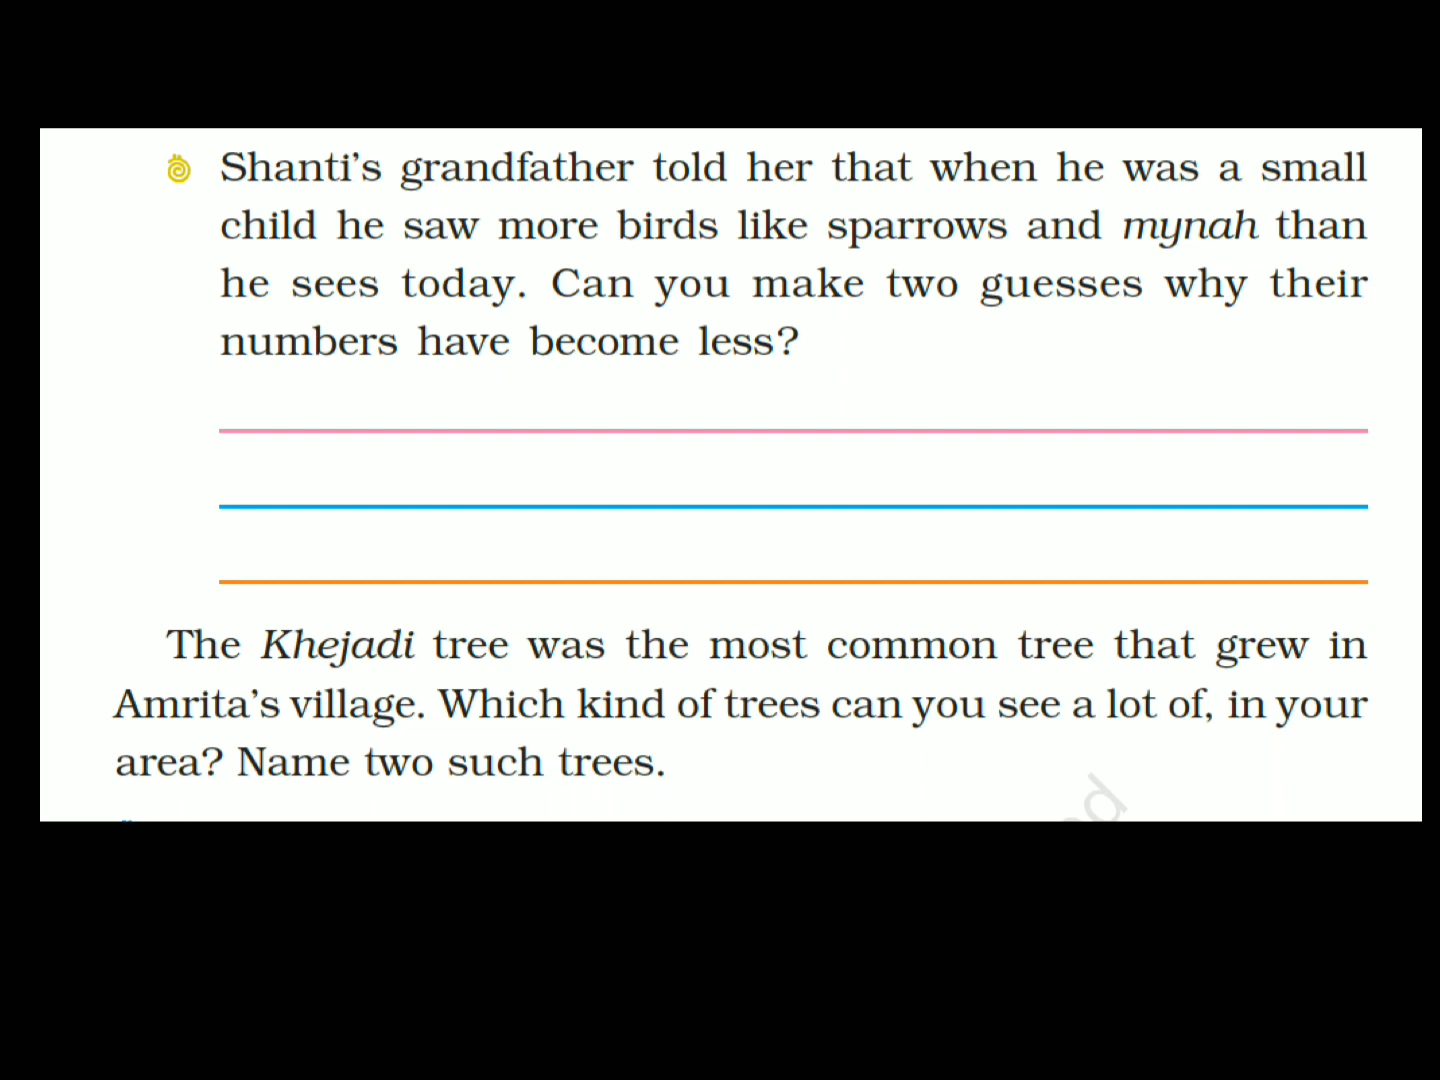 Shanti's grandfather told her that when he was a small
child he saw more birds like sparrows and mynah than
he sees today. Can you make two guesses why their
numbers have become less?
The Khejadi tree was the most common tree that grew in
Amrita's village. Which kind of trees can you see a lot of, in your
area? Name two such trees.